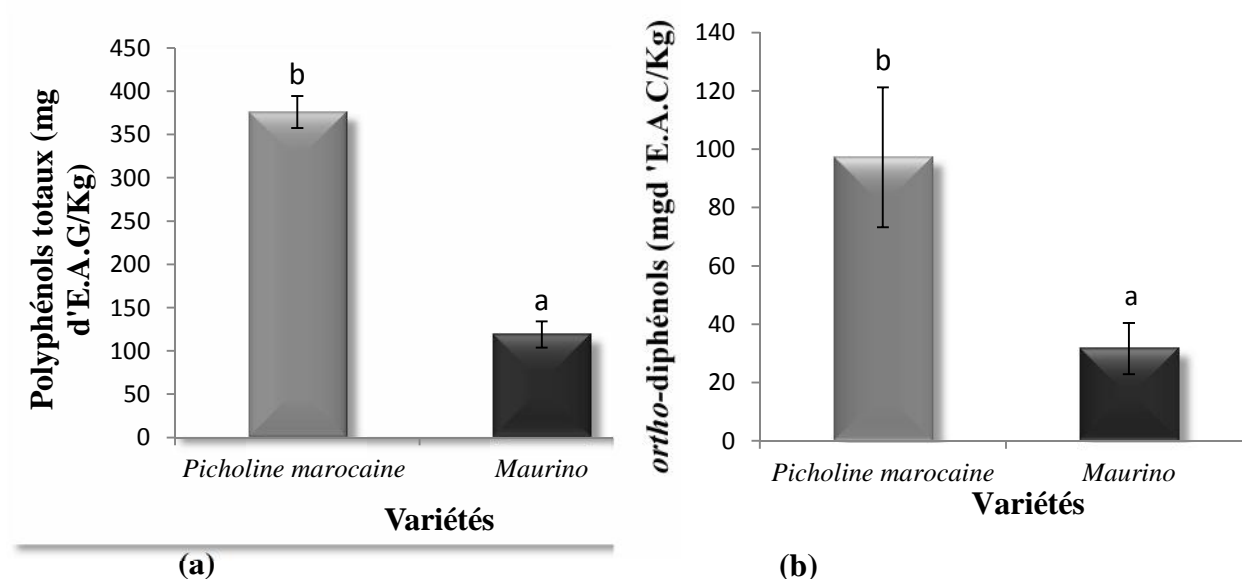 Polyphénols totaux (mg
d'E.A.G/Kg)
450
400
350
300
250
200
150
100
50
0
b
a
Picholine marocaine
Maurino
Variétés
(a)
ortho-diphénols (mgd 'E.A.C/Kg)
140
120
100
80
60
40
20
0
b
a
Picholine marocaine
Maurino
Variétés
(b)